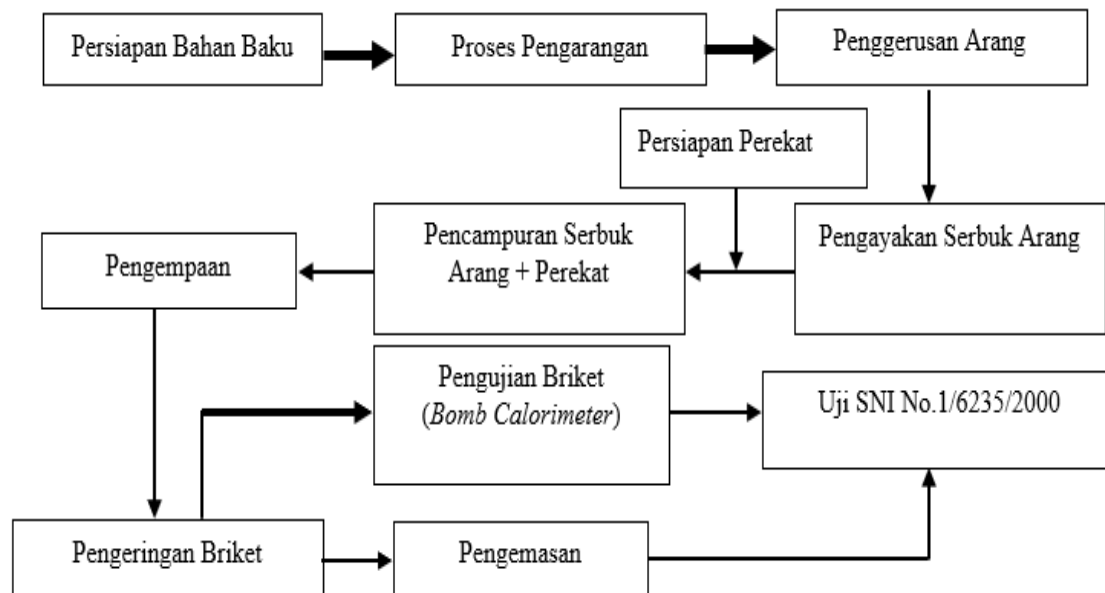 Persiapan Bahan Baku
Proses Pengarangan
Penggerusan Arang
Persiapan Perekat
Pengayakan Serbuk Arang
Pencampuran Serbuk
Arang + Perekat
Pengempaan
Pengujian Briket
(Bomb Calorimeter)
Uji SNI No.1/6235/2000
Pengeringan Briket
Pengemasan